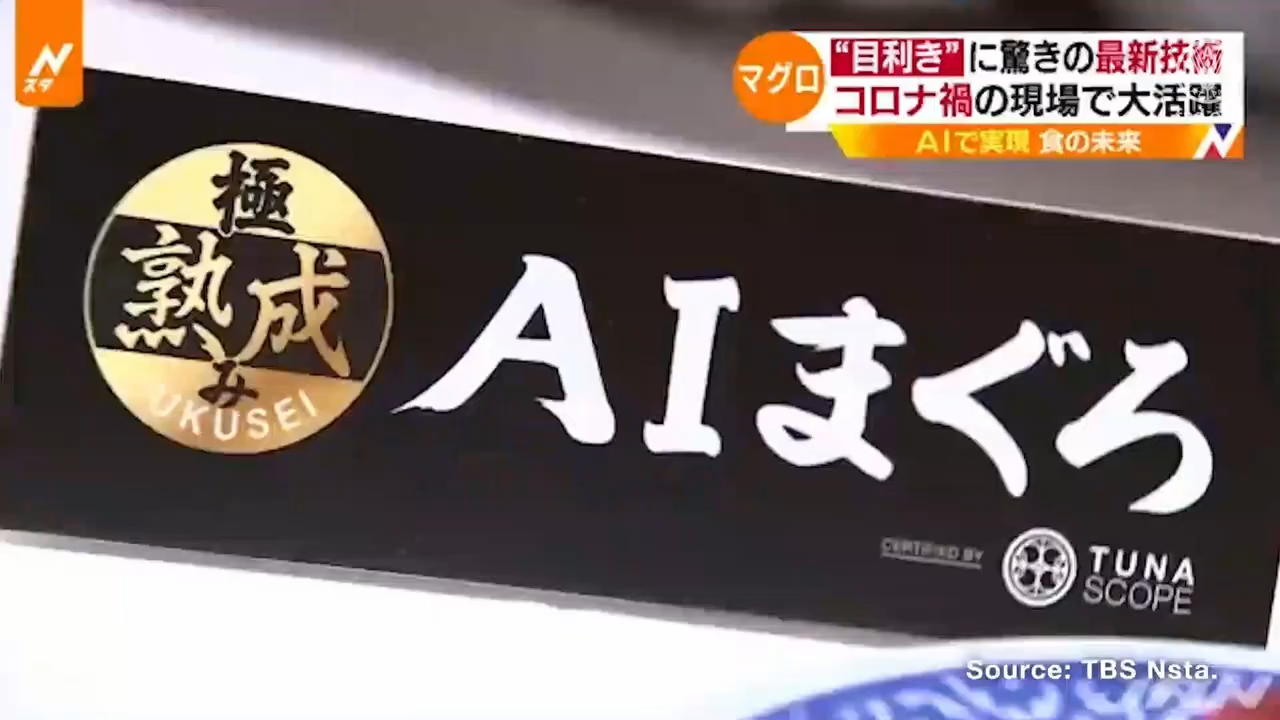 Nスタ
マグロ
“目利き”に驚きの最新技術
コロナ禍の現場で大活躍
AIで実現 食の未来
極
熟成
み
UKUSEI
AIまぐろ
CERTIFIED BY
TUNA
SCOPE
Source: TBS Nsta.